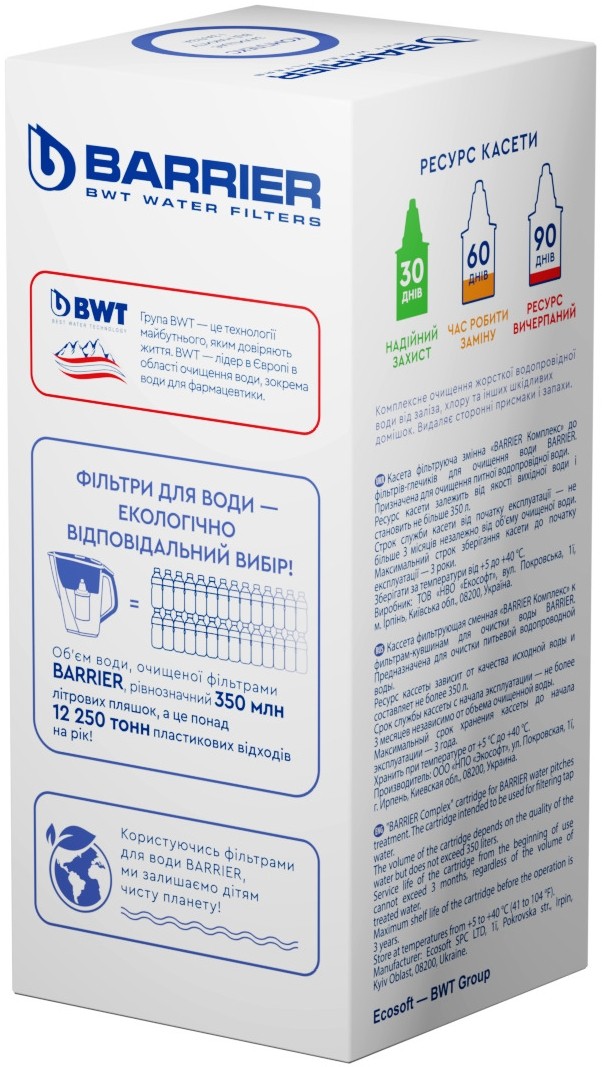 КОМПЛЕКС
BARRIER
BWT WATER FILTERS
BARRIER
BWT WATER FILTERS
BWT
BEST WATER TECHNOLOGY
Група BWT — це технології
майбутнього, яким довіряють
життя. BWT — лідер в Європі в
області очищення води, зокрема
води для фармацевтики.
ФІЛЬТРИ ДЛЯ ВОДИ —
ЕКОЛОГІЧНО
ВІДПОВІДАЛЬНИЙ ВИБІР!
=
Об'єм води, очищеної фільтрами
BARRIER, рівнозначний 350 млн
літрових пляшок, а це понад
12 250 тонн пластикових відходів
на рік!
Користуючись фільтрами
для води BARRIER,
ми залишаємо дітям
чисту планету!
РЕСУРС КАСЕТИ
30
ДНІВ
60
ДНІВ
90
ДНІВ
НАДІЙНИЙ
ЗАХИСТ
ЧАС РОБИТИ
ЗАМІНУ
РЕСУРС
ВИЧЕРПАНИЙ
Комплексне очищення жорсткої водопровідної
води від заліза, хлору та інших шкідливих
домішок. Видаляє сторонні присмаки і запахи.
Касета фільтруюча змінна «BARRIER Комплекс» до
фільтрів-глечиків для очищення води BARRIER.
Призначена для очищення питної водопровідної води.
Ресурс касети залежить від якості вихідної води і
становить не більше 350 л.
Строк служби касети від початку експлуатації — не
більше 3 місяців незалежно від об'єму очищеної води.
Максимальний строк зберігання касети до початку
експлуатації — 3 роки.
Зберігати за температури від +5 до +40 °C.
Виробник: ТОВ «НВО «Екософт», вул. Покровська, 1і,
м. Ірпінь, Київська обл., 08200, Україна.
Кассета фильтрующая сменная «BARRIER Комплекс» к
фильтрам-кувшинам для очистки воды BARRIER.
Предназначена для очистки питьевой водопроводной
воды.
Ресурс кассеты зависит от качества исходной воды и
составляет не более 350 л.
Срок службы кассеты с начала эксплуатации — не более
3 месяцев независимо от объема очищенной воды.
Максимальный срок хранения кассеты до начала
эксплуатации — 3 года.
Хранить при температуре от +5 °C до +40 °C.
Производитель: ООО «НПО «Экософт», ул. Покровская, 1і,
г. Ирпень, Киевская обл., 08200, Украина.
ENG "BARRIER Complex" cartridge for BARRIER water pitches
treatment. The cartridge intended to be used for filtering tap
water.
The volume of the cartridge depends on the quality of the
water but does not exceed 350 liters.
Service life of the cartridge from the beginning of use
cannot exceed 3 months, regardless of the volume of
treated water.
Maximum shelf life of the cartridge before the operation is
3 years.
Store at temperatures from +5 to +40 °C (41 to 104 °F).
Manufacturer: Ecosoft SPC LTD, 1i, Pokrovska str., Irpin,
Kyiv Oblast, 08200, Ukraine.
Ecosoft — BWT Group